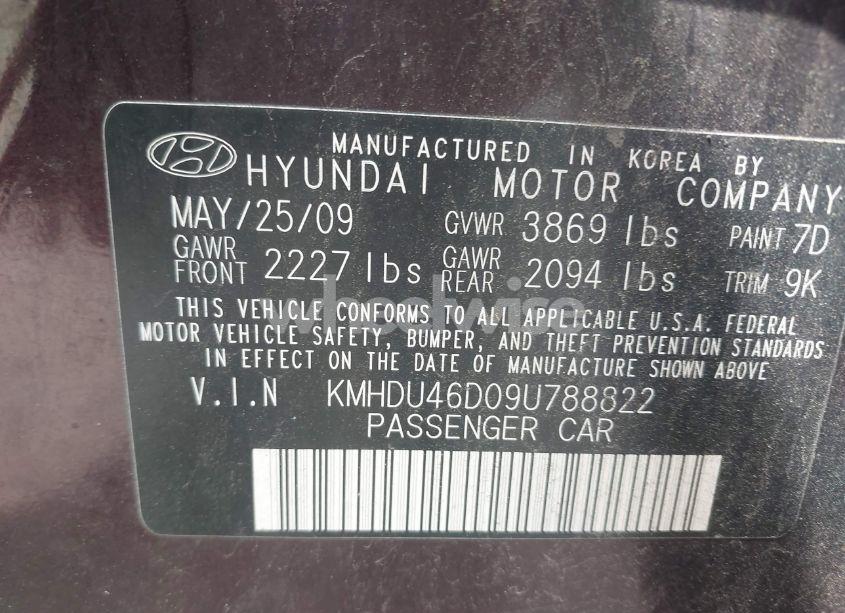 MANUFACTURED IN KOREA BY
HYUNDAI MOTOR COMPANY
MAY/25/09 GVWR 3869 lbs PAINT 7D
GAWR FRONT 2227 lbs GAWR REAR 2094 lbs TRIM 9K
THIS VEHICLE CONFORMS TO ALL APPLICABLE U.S.A. FEDERAL
MOTOR VEHICLE SAFETY, BUMPER, AND THEFT PREVENTION STANDARDS
IN EFFECT ON THE DATE OF MANUFACTURE SHOWN ABOVE
V.I.N KMHDU46D09U788822
PASSENGER CAR
wheelwise